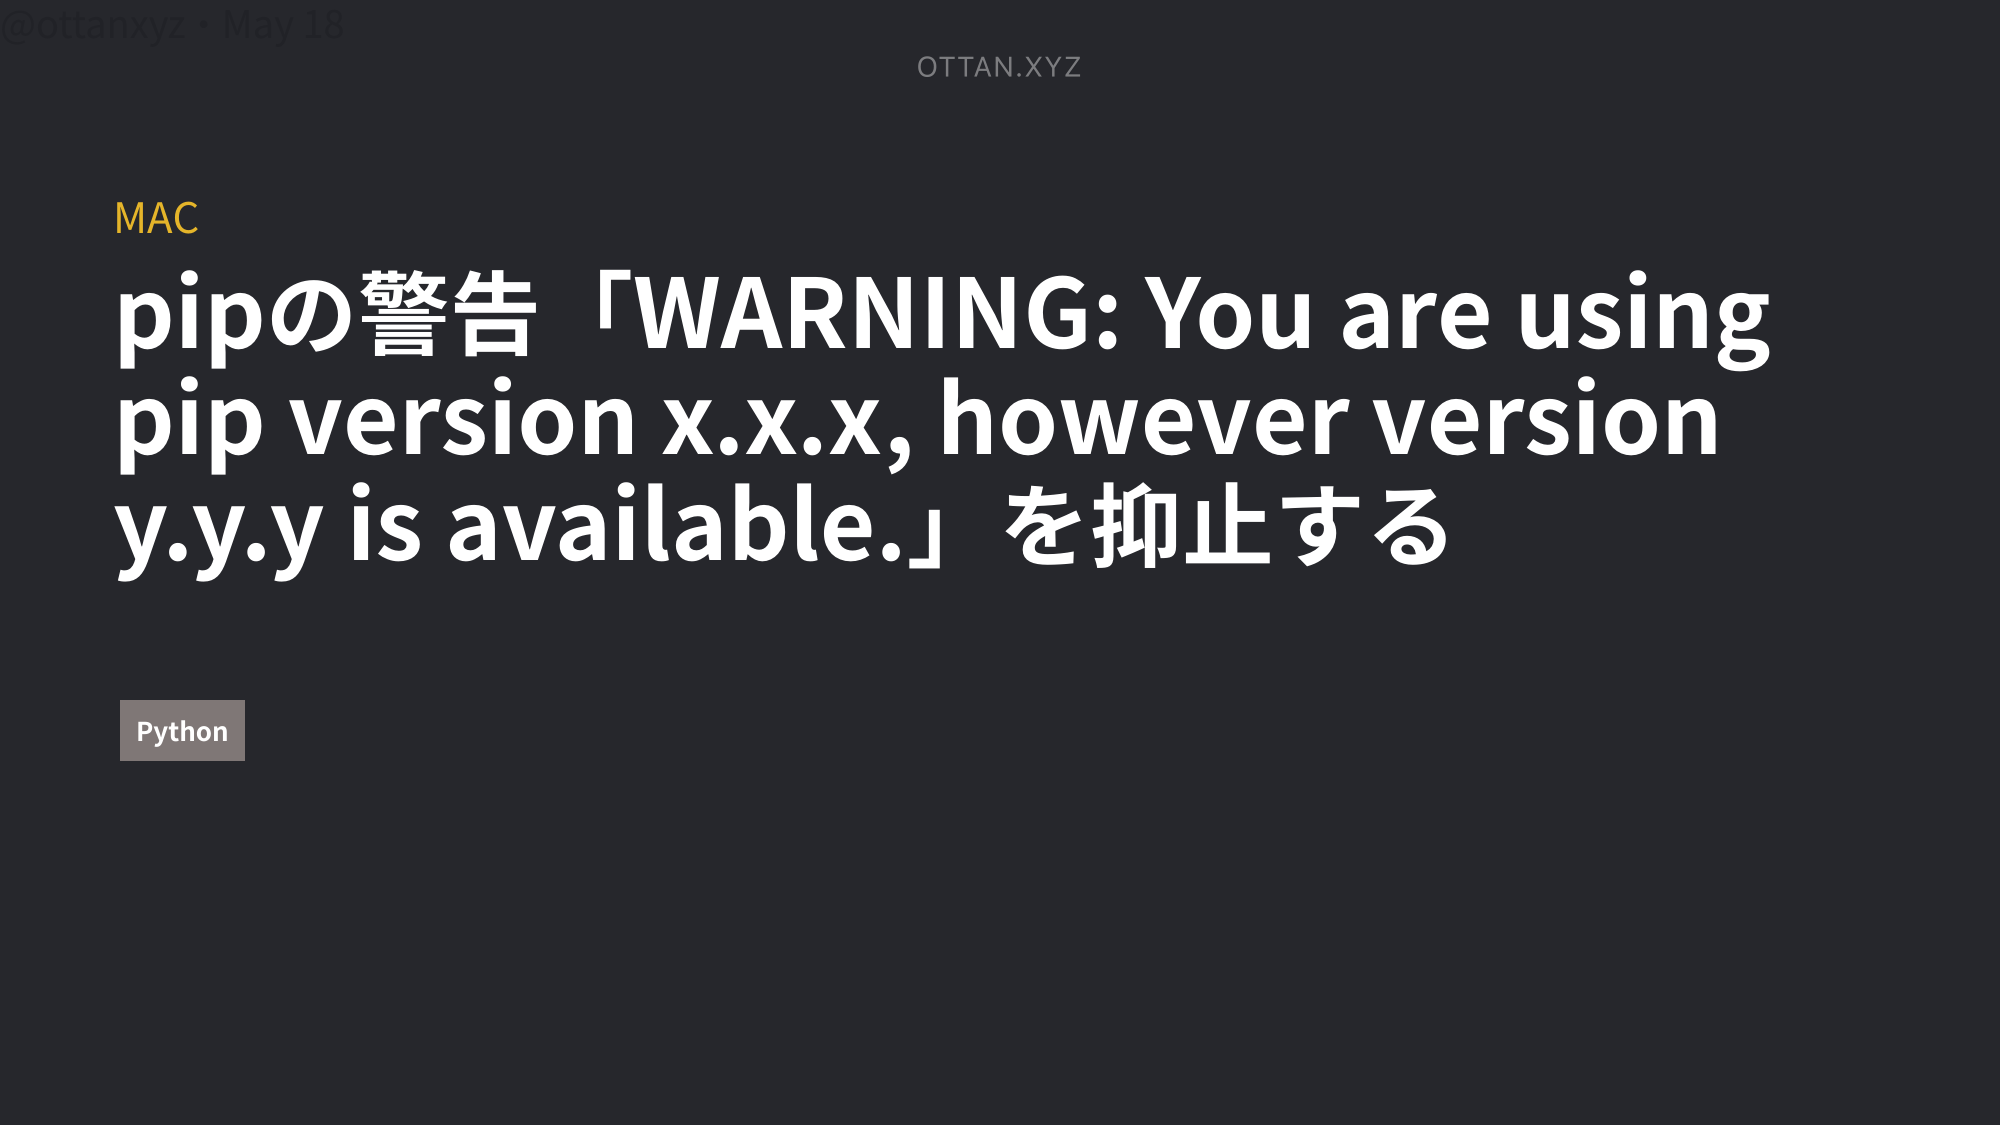 @ottanxyz・May 18
OTTAN.XYZ
MAC
pipの警告「WARNING: You are using
pip version x.x.x, however version
y.y.y is available.」を抑止する
Python